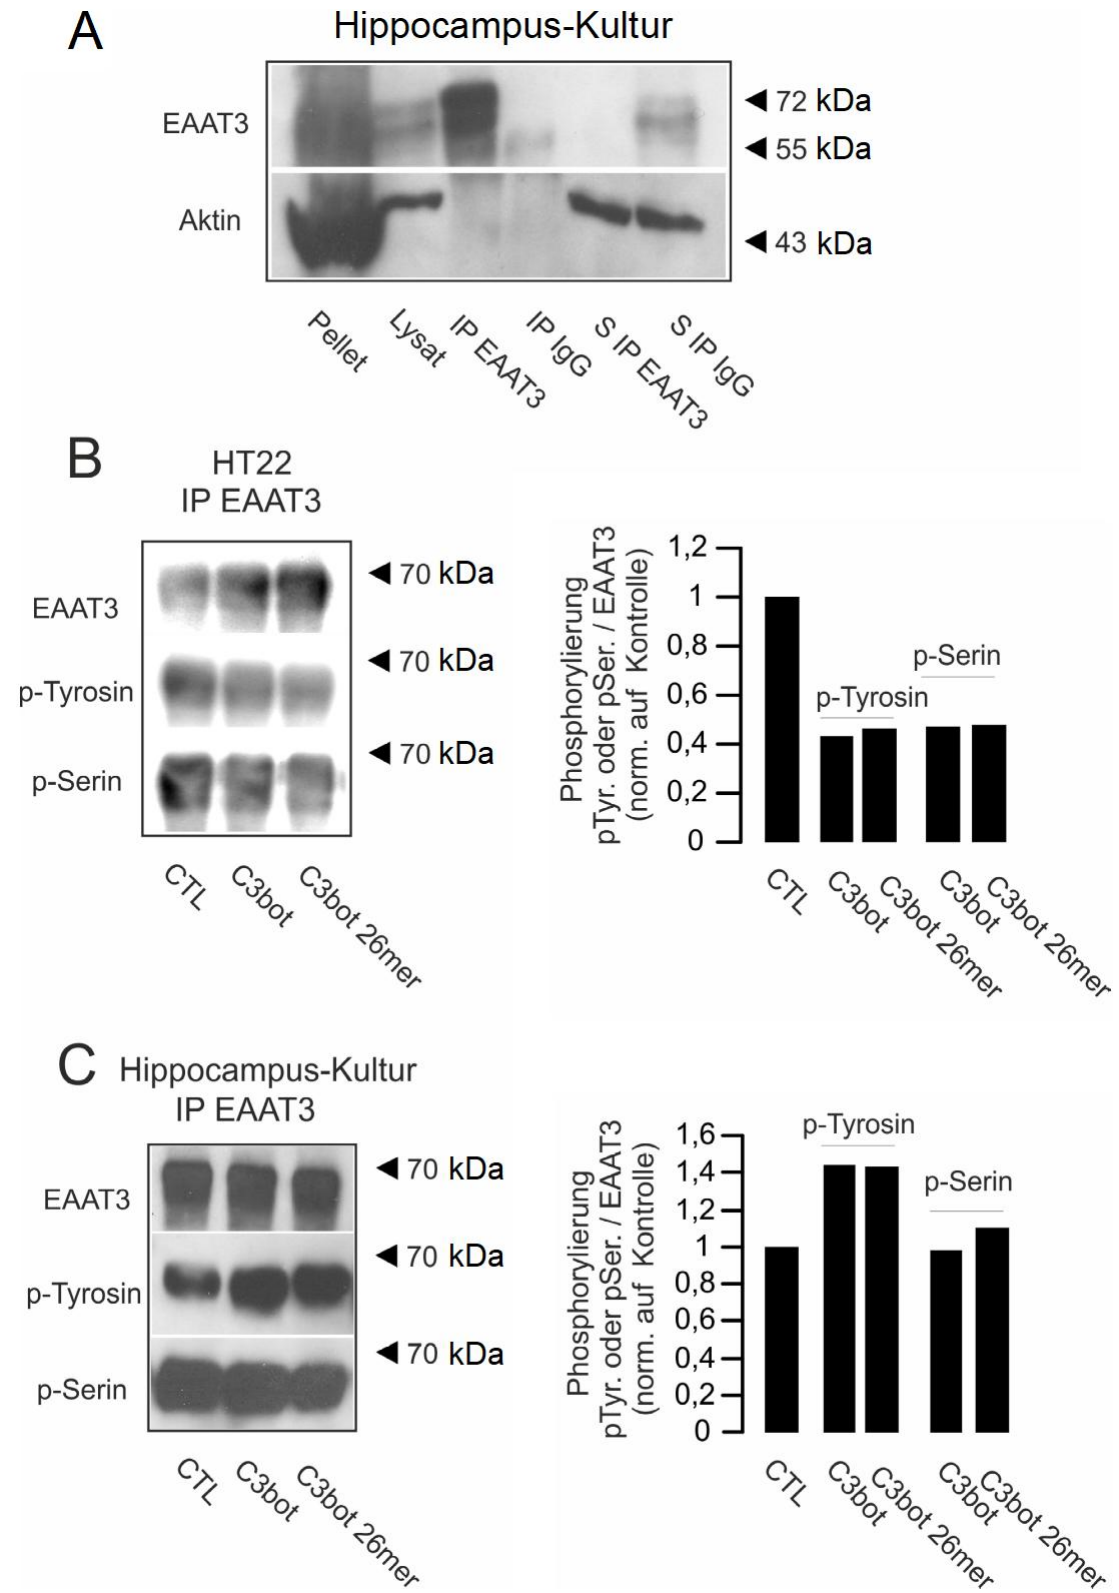 A
Hippocampus-Kultur
EAAT3
Aktin
◄ 72 kDa
◄ 55 kDa
◄ 43 kDa
Pellet
Lysat
IP EAAT3
IP IgG
S IP EAAT3
S IP IgG
B
HT22
IP EAAT3
EAAT3
p-Tyrosin
p-Serin
◄ 70 kDa
◄ 70 kDa
◄ 70 kDa
CTL
C3bot
C3bot 26mer
Phosphorylierung
pTyr. oder pSer. / EAAT3
(norm. auf Kontrolle)
1,2
1
0,8
0,6
0,4
0,2
0
p-Tyrosin
p-Serin
CTL
C3bot
C3bot 26mer
C3bot
C3bot 26mer
C
Hippocampus-Kultur
IP EAAT3
EAAT3
p-Tyrosin
p-Serin
◄ 70 kDa
◄ 70 kDa
◄ 70 kDa
CTL
C3bot
C3bot 26mer
Phosphorylierung
pTyr. oder pSer. / EAAT3
(norm. auf Kontrolle)
1,6
1,4
1,2
1
0,8
0,6
0,4
0,2
0
p-Tyrosin
p-Serin
CTL
C3bot
C3bot 26mer
C3bot
C3bot 26mer